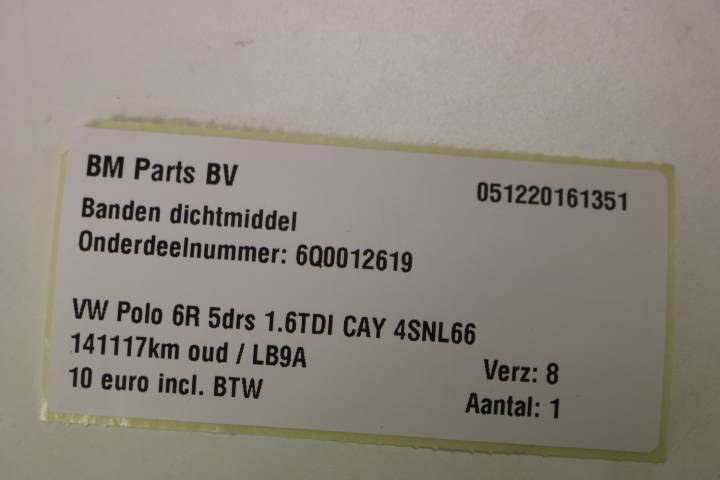 BM Parts BV
051220161351
Banden dichtmiddel
Onderdeelnummer: 6Q0012619
VW Polo 6R 5drs 1.6TDI CAY 4SNL66
141117km oud / LB9A
Verz: 8
10 euro incl. BTW
Aantal: 1